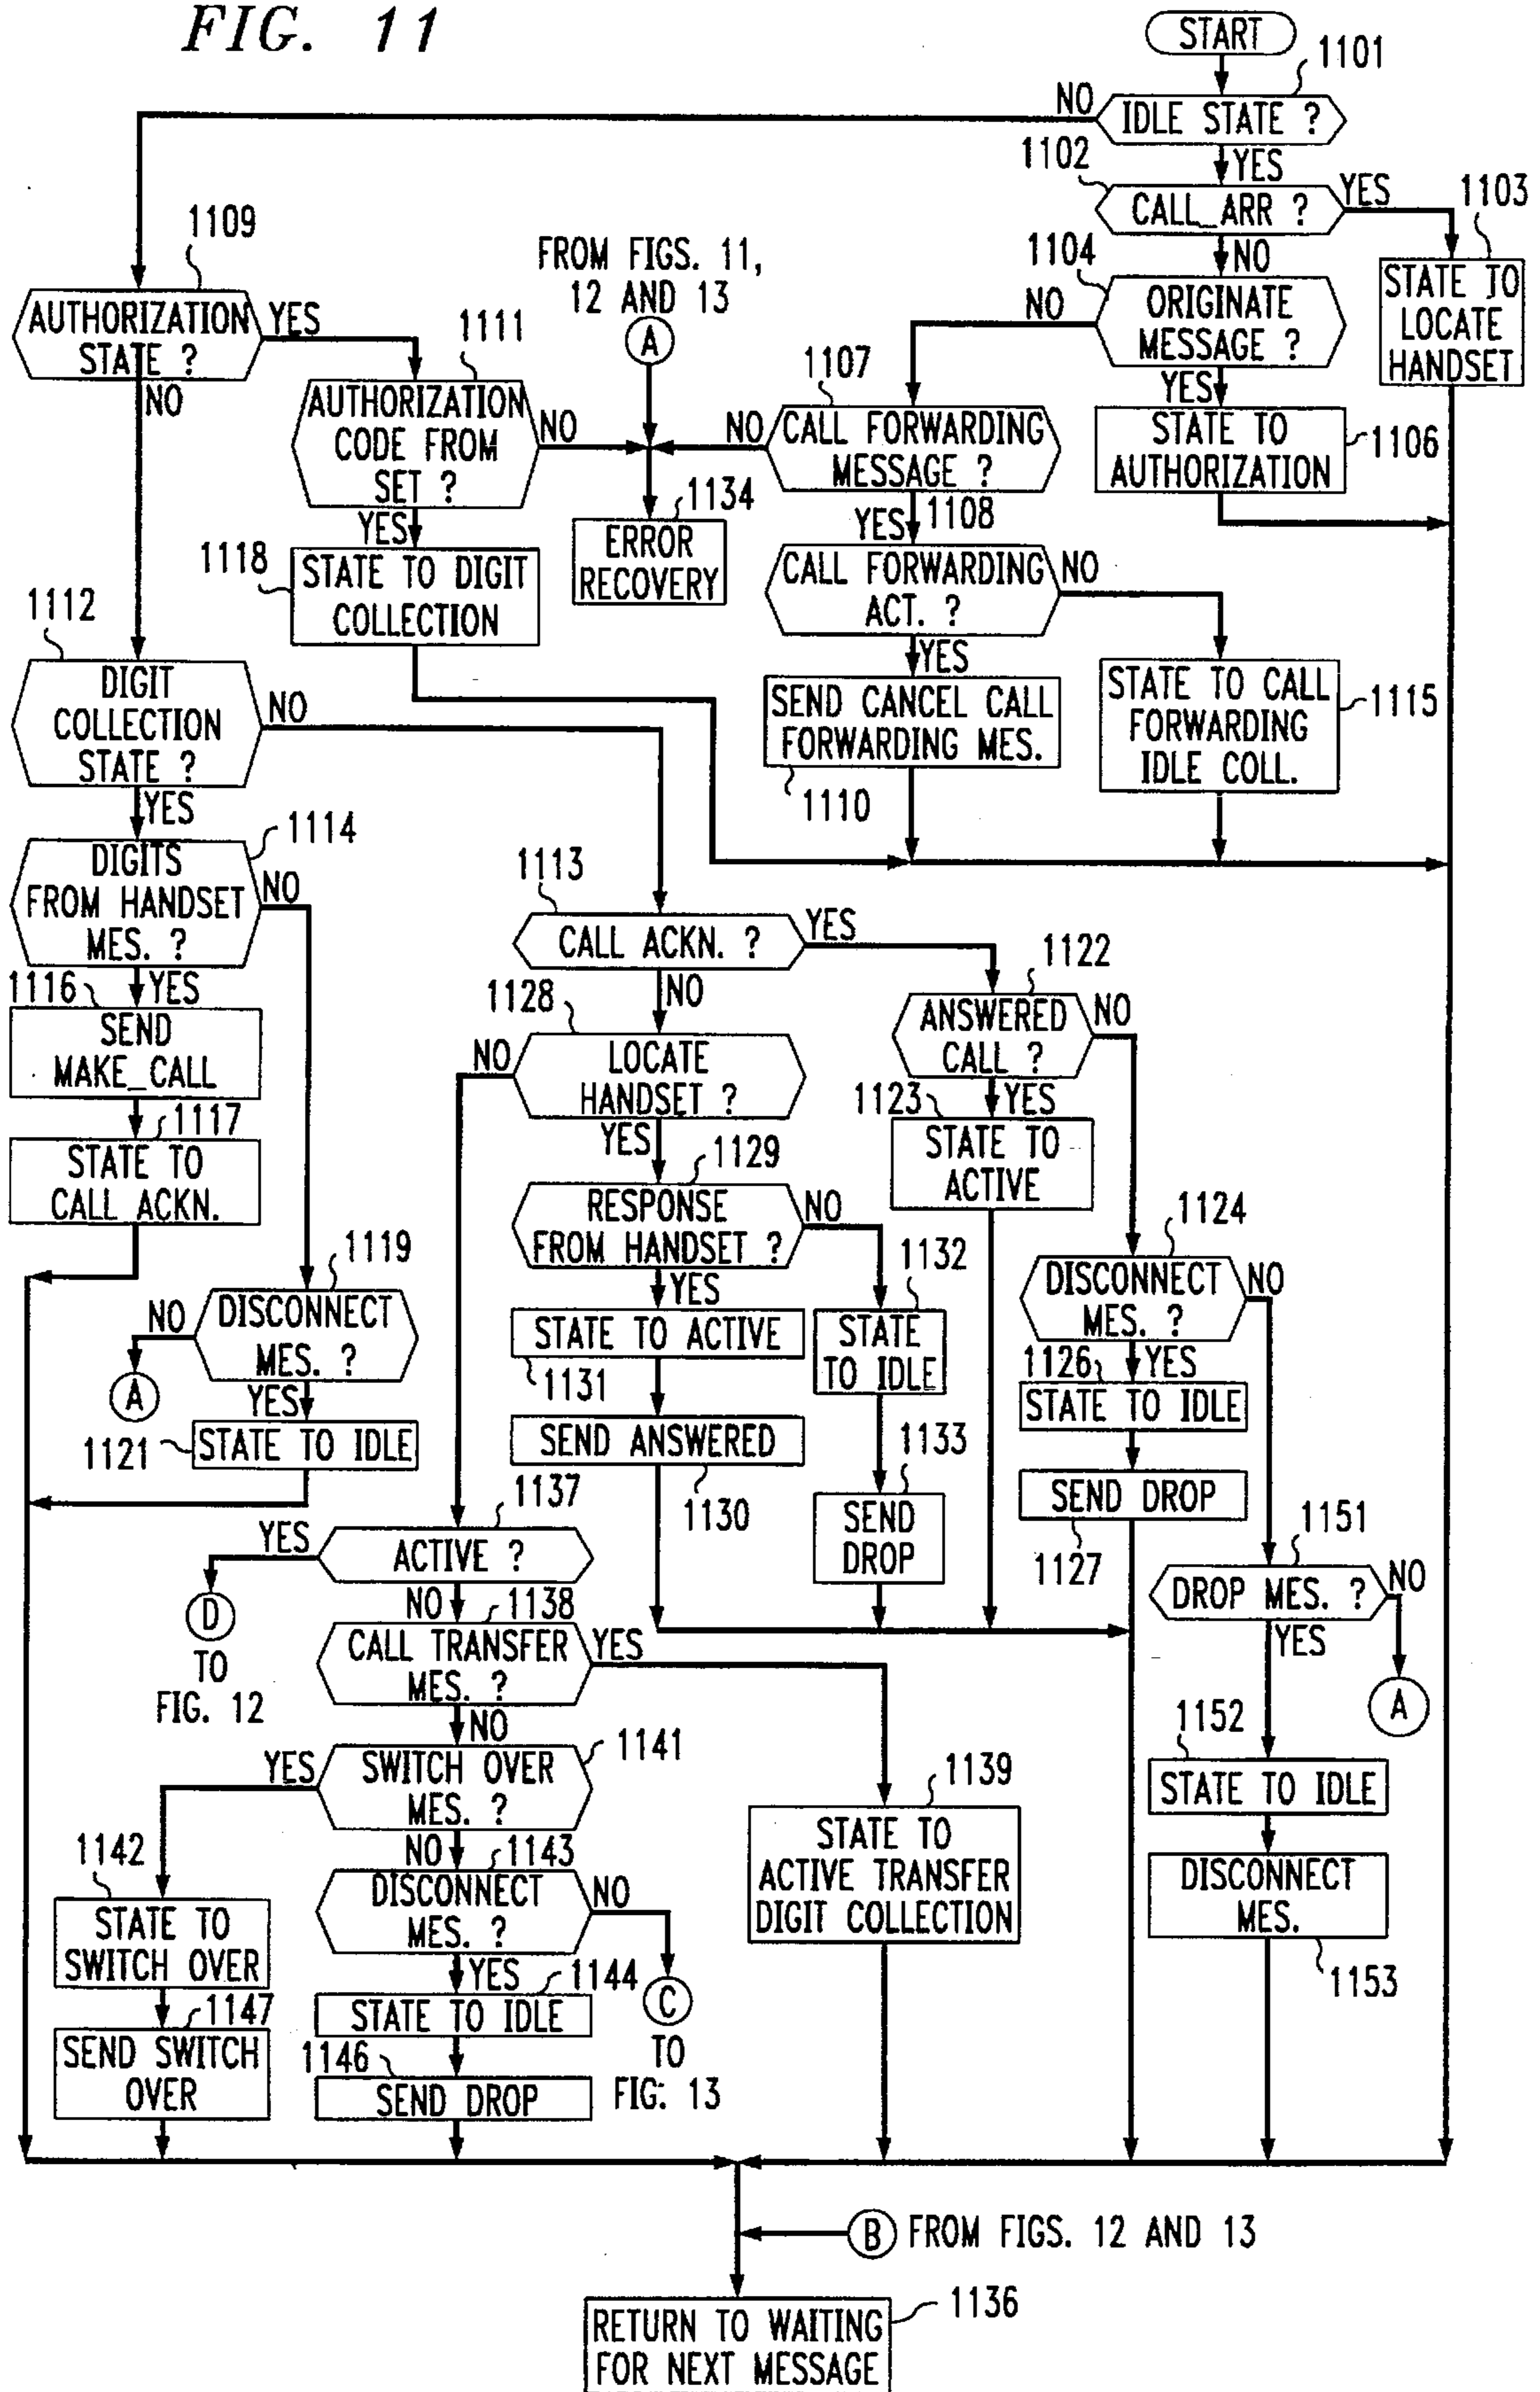 FIG. 11
START
1101
NO
IDLE STATE ?
1102
YES
CALL_ARR ?
YES
1103
1109
FROM FIGS. 11,
12 AND 13
1104
NO
STATE TO
LOCATE
HANDSET
AUTHORIZATION
STATE ?
YES
1111
A
NO
ORIGINATE
MESSAGE ?
1107
NO
AUTHORIZATION
CODE FROM
SET ?
NO
NO
CALL FORWARDING
MESSAGE ?
YES
STATE TO
AUTHORIZATION
1106
YES
1134
YES
1108
1118
STATE TO DIGIT
COLLECTION
ERROR
RECOVERY
CALL FORWARDING
ACT. ?
NO
1112
DIGIT
COLLECTION
STATE ?
NO
YES
SEND CANCEL CALL
FORWARDING MES.
1110
STATE TO CALL
FORWARDING
IDLE COLL.
1115
YES
1114
DIGITS
FROM HANDSET
MES. ?
NO
1113
CALL ACKN. ?
YES
1122
1116
YES
SEND
MAKE_CALL
NO
1128
ANSWERED
CALL ?
NO
NO
LOCATE
HANDSET ?
1117
STATE TO
CALL ACKN.
YES
1129
1123
YES
STATE TO
ACTIVE
RESPONSE
FROM HANDSET ?
NO
1124
1119
NO
DISCONNECT
MES. ?
YES
1132
DISCONNECT
MES. ?
NO
A
STATE TO ACTIVE
1131
STATE
TO IDLE
1126
YES
STATE TO IDLE
YES
1121
STATE TO IDLE
SEND ANSWERED
1130
1133
SEND DROP
1127
1137
YES
ACTIVE ?
SEND
DROP
1151
DROP MES. ?
NO
D
TO
FIG. 12
NO
1138
CALL TRANSFER
MES. ?
YES
YES
A
NO
1152
YES
SWITCH OVER
MES. ?
1141
STATE TO IDLE
1139
STATE TO
ACTIVE TRANSFER
DIGIT COLLECTION
1142
NO
1143
DISCONNECT
MES. ?
NO
DISCONNECT
MES.
1153
STATE TO
SWITCH OVER
YES
1144
STATE TO IDLE
C
TO
FIG. 13
1147
SEND SWITCH
OVER
1146
SEND DROP
B
FROM FIGS. 12 AND 13
RETURN TO WAITING
FOR NEXT MESSAGE
1136